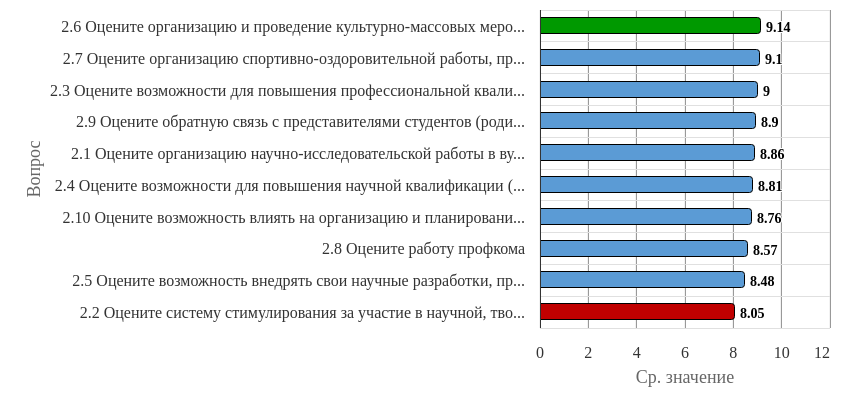 2.6 Оцените организацию и проведение культурно-массовых меро... 9.14
2.7 Оцените организацию спортивно-оздоровительной работы, пр... 9.1
2.3 Оцените возможности для повышения профессиональной квали... 9
2.9 Оцените обратную связь с представителями студентов (роди... 8.9
2.1 Оцените организацию научно-исследовательской работы в ву... 8.86
2.4 Оцените возможности для повышения научной квалификации (... 8.81
2.10 Оцените возможность влиять на организацию и планировани... 8.76
2.8 Оцените работу профкома 8.57
2.5 Оцените возможность внедрять свои научные разработки, пр... 8.48
2.2 Оцените систему стимулирования за участие в научной, тво... 8.05
Вопрос
0 2 4 6 8 10 12
Ср. значение